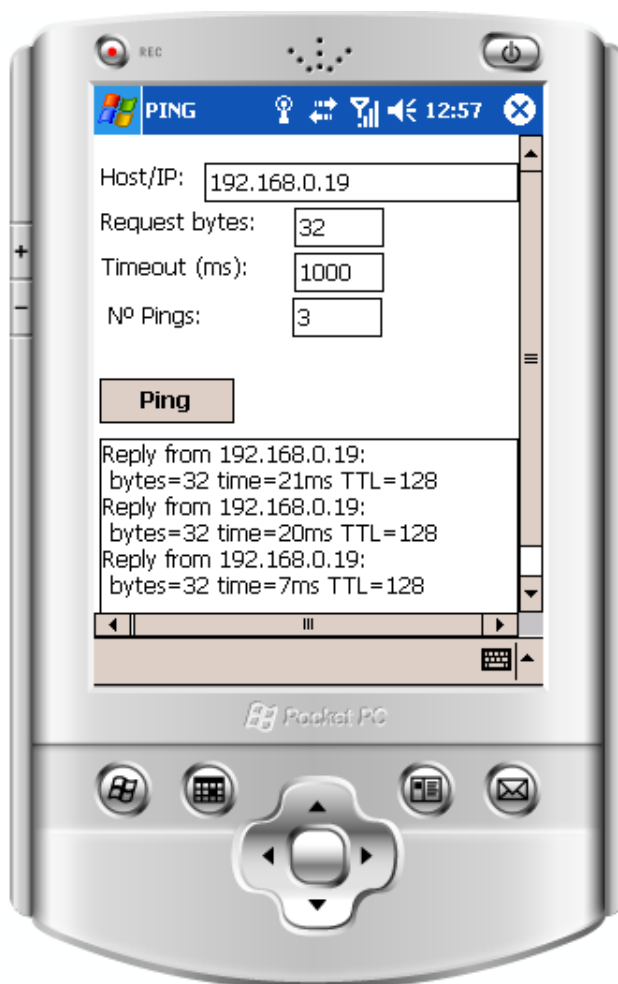 REC
PING 12:57
Host/IP: 192.168.0.19
Request bytes: 32
Timeout (ms): 1000
Nº Pings: 3
Ping
Reply from 192.168.0.19:
bytes=32 time=21ms TTL=128
Reply from 192.168.0.19:
bytes=32 time=20ms TTL=128
Reply from 192.168.0.19:
bytes=32 time=7ms TTL=128
Pocket PC